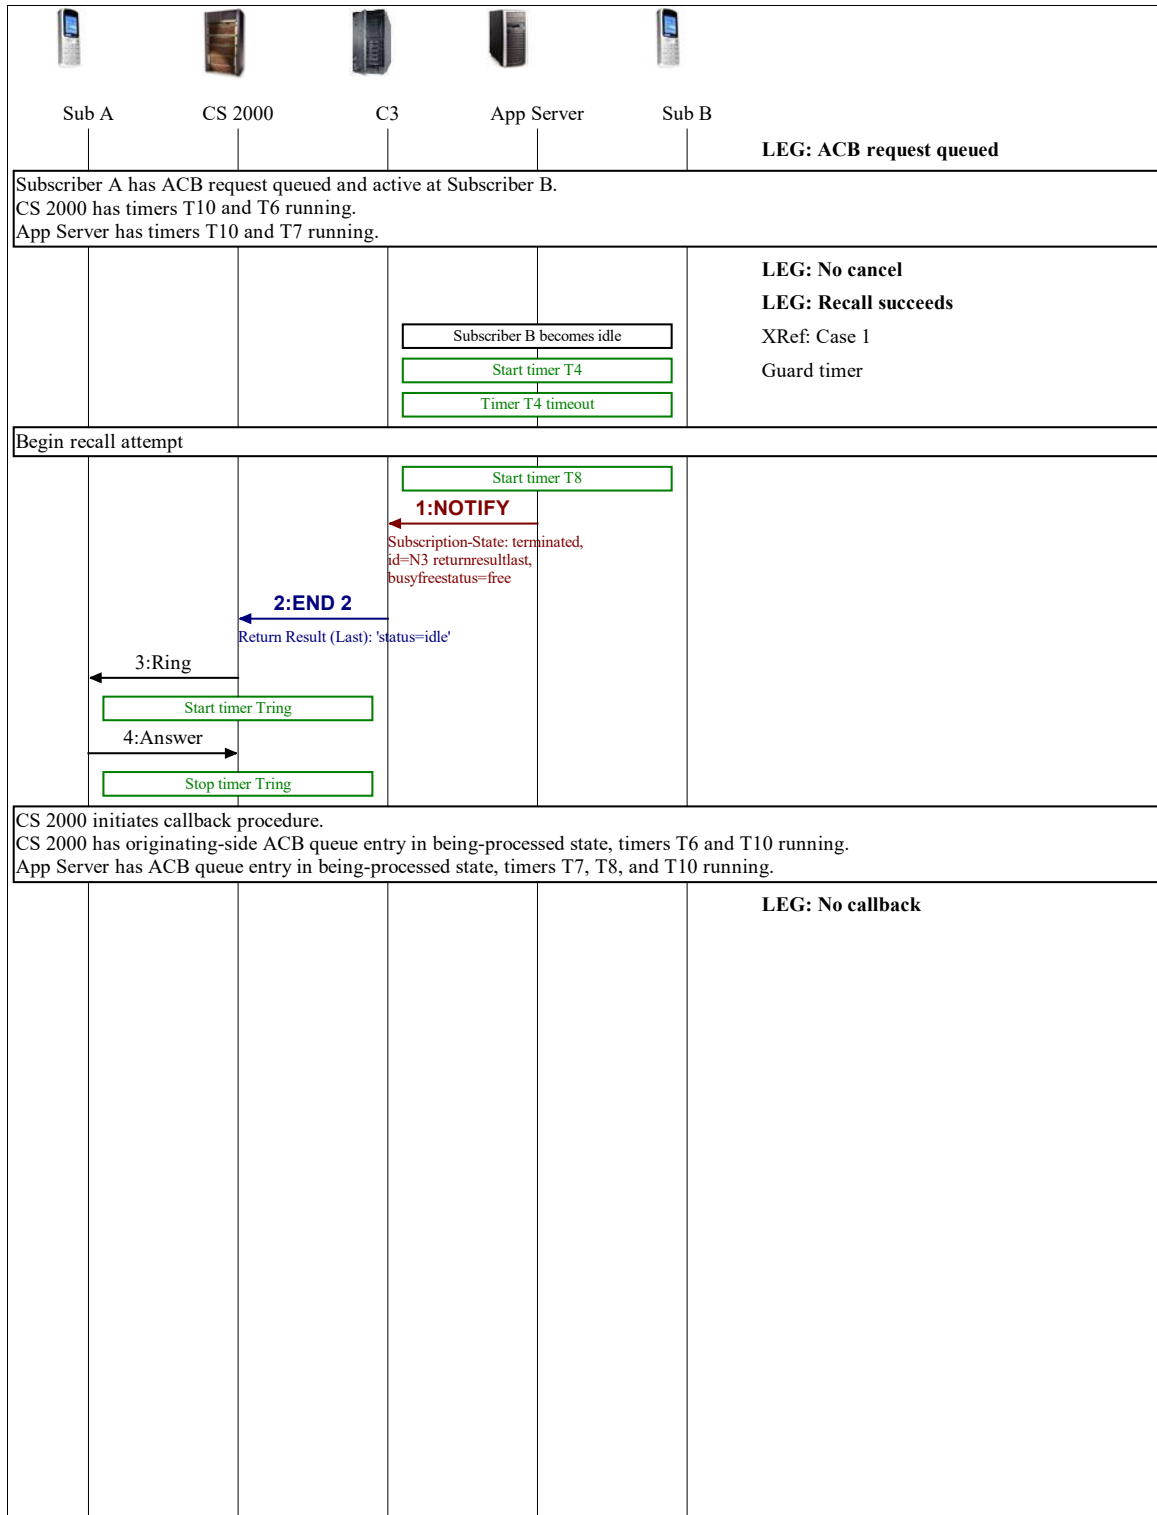 Sub A CS 2000 C3 App Server Sub B
LEG: ACB request queued
Subscriber A has ACB request queued and active at Subscriber B.
CS 2000 has timers T10 and T6 running.
App Server has timers T10 and T7 running.
LEG: No cancel
LEG: Recall succeeds
Subscriber B becomes idle XRef: Case 1
Start timer T4 Guard timer
Timer T4 timeout
Begin recall attempt
Start timer T8
1:NOTIFY
Subscription-State: terminated,
id=N3 returnresultlast,
busyfreestatus=free
2:END 2
Return Result (Last): 'status=idle'
3:Ring
Start timer Tring
4:Answer
Stop timer Tring
CS 2000 initiates callback procedure.
CS 2000 has originating-side ACB queue entry in being-processed state, timers T6 and T10 running.
App Server has ACB queue entry in being-processed state, timers T7, T8, and T10 running.
LEG: No callback